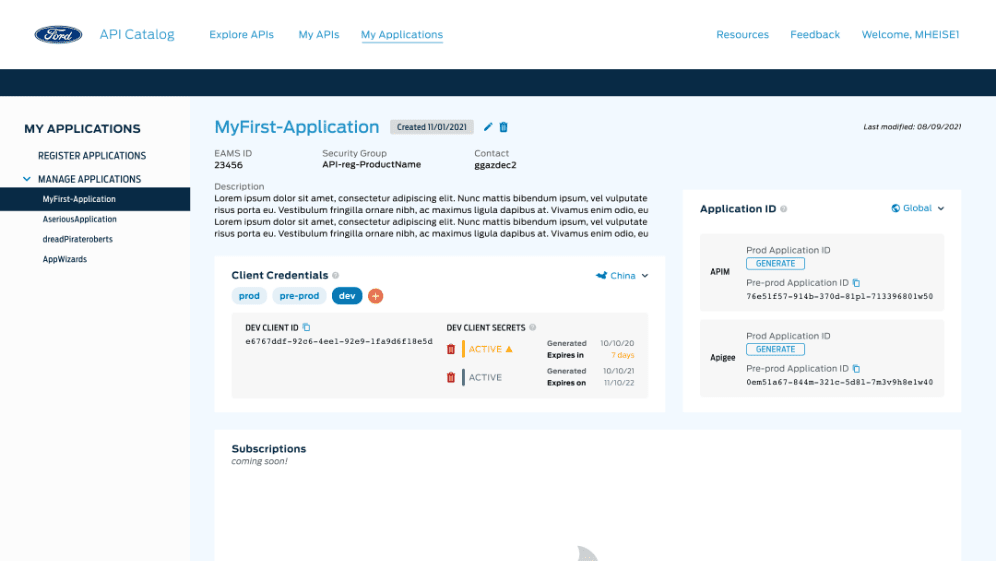 Ford API Catalog Explore APIs My APIs My Applications Resources Feedback Welcome, MHEISE1
MY APPLICATIONS
REGISTER APPLICATIONS
MANAGE APPLICATIONS
MyFirst-Application
AseriousApplication
dreadPirateroberts
AppWizards
MyFirst-Application Created 11/01/2021 Last modified: 08/09/2021
EAMS ID Security Group Contact
23456 API-reg-ProductName ggazdec2
Description
Lorem ipsum dolor sit amet, consectetur adipiscing elit. Nunc mattis bibendum ipsum, vel vulputate
risus porta eu. Vestibulum fringilla ornare nibh, ac maximus ligula dapibus at. Vivamus enim odio, eu
Lorem ipsum dolor sit amet, consectetur adipiscing elit. Nunc mattis bibendum ipsum, vel vulputate
risus porta eu. Vestibulum fringilla ornare nibh, ac maximus ligula dapibus at. Vivamus enim odio, eu
Client Credentials China
prod pre-prod dev
DEV CLIENT ID DEV CLIENT SECRETS
e6767ddf-92c6-4ee1-92e9-1fa9d6f18e5d
ACTIVE Generated 10/10/20
Expires in 7 days
ACTIVE Generated 10/10/21
Expires on 11/10/22
Application ID Global
APIM
Prod Application ID
GENERATE
Pre-prod Application ID
76e51f57-914b-370d-81pl-713396801w50
Apigee
Prod Application ID
GENERATE
Pre-prod Application ID
0em51a67-844m-321c-5d81-7m3v9h8e1w40
Subscriptions
coming soon!